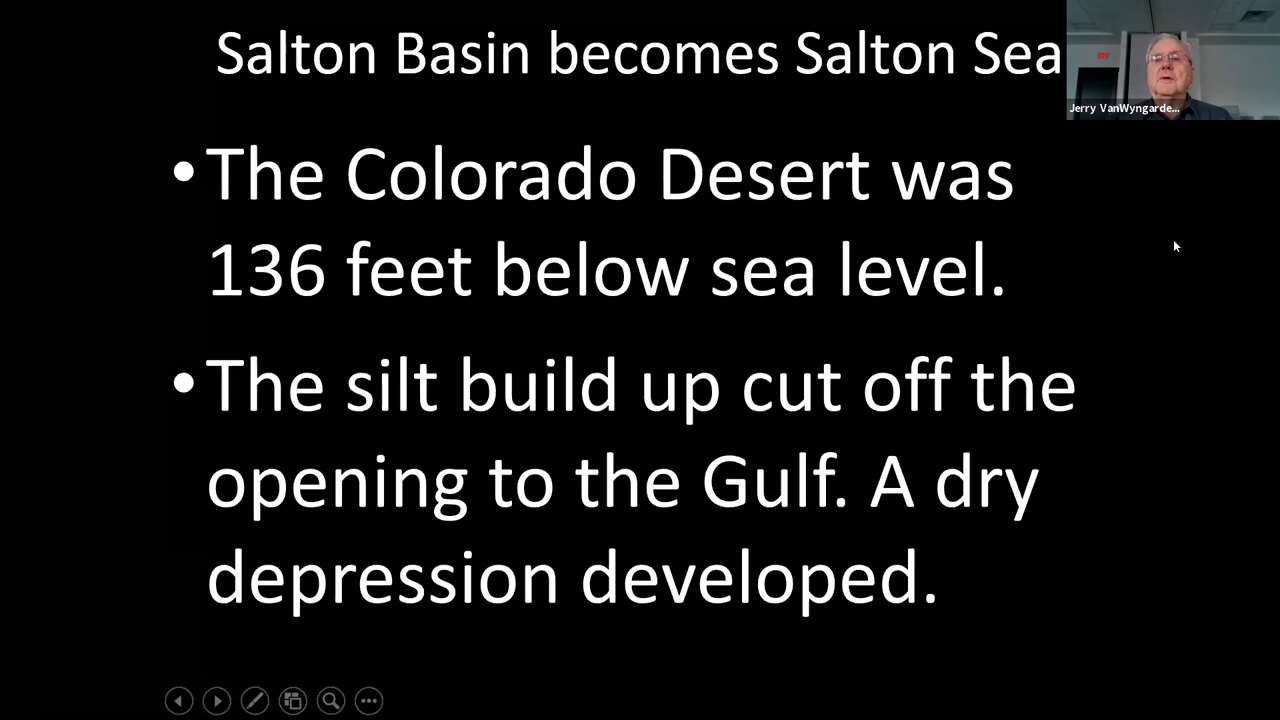 Salton Basin becomes Salton Sea
Jerry VanWyngarde...
• The Colorado Desert was
136 feet below sea level.
• The silt build up cut off the
opening to the Gulf. A dry
depression developed.